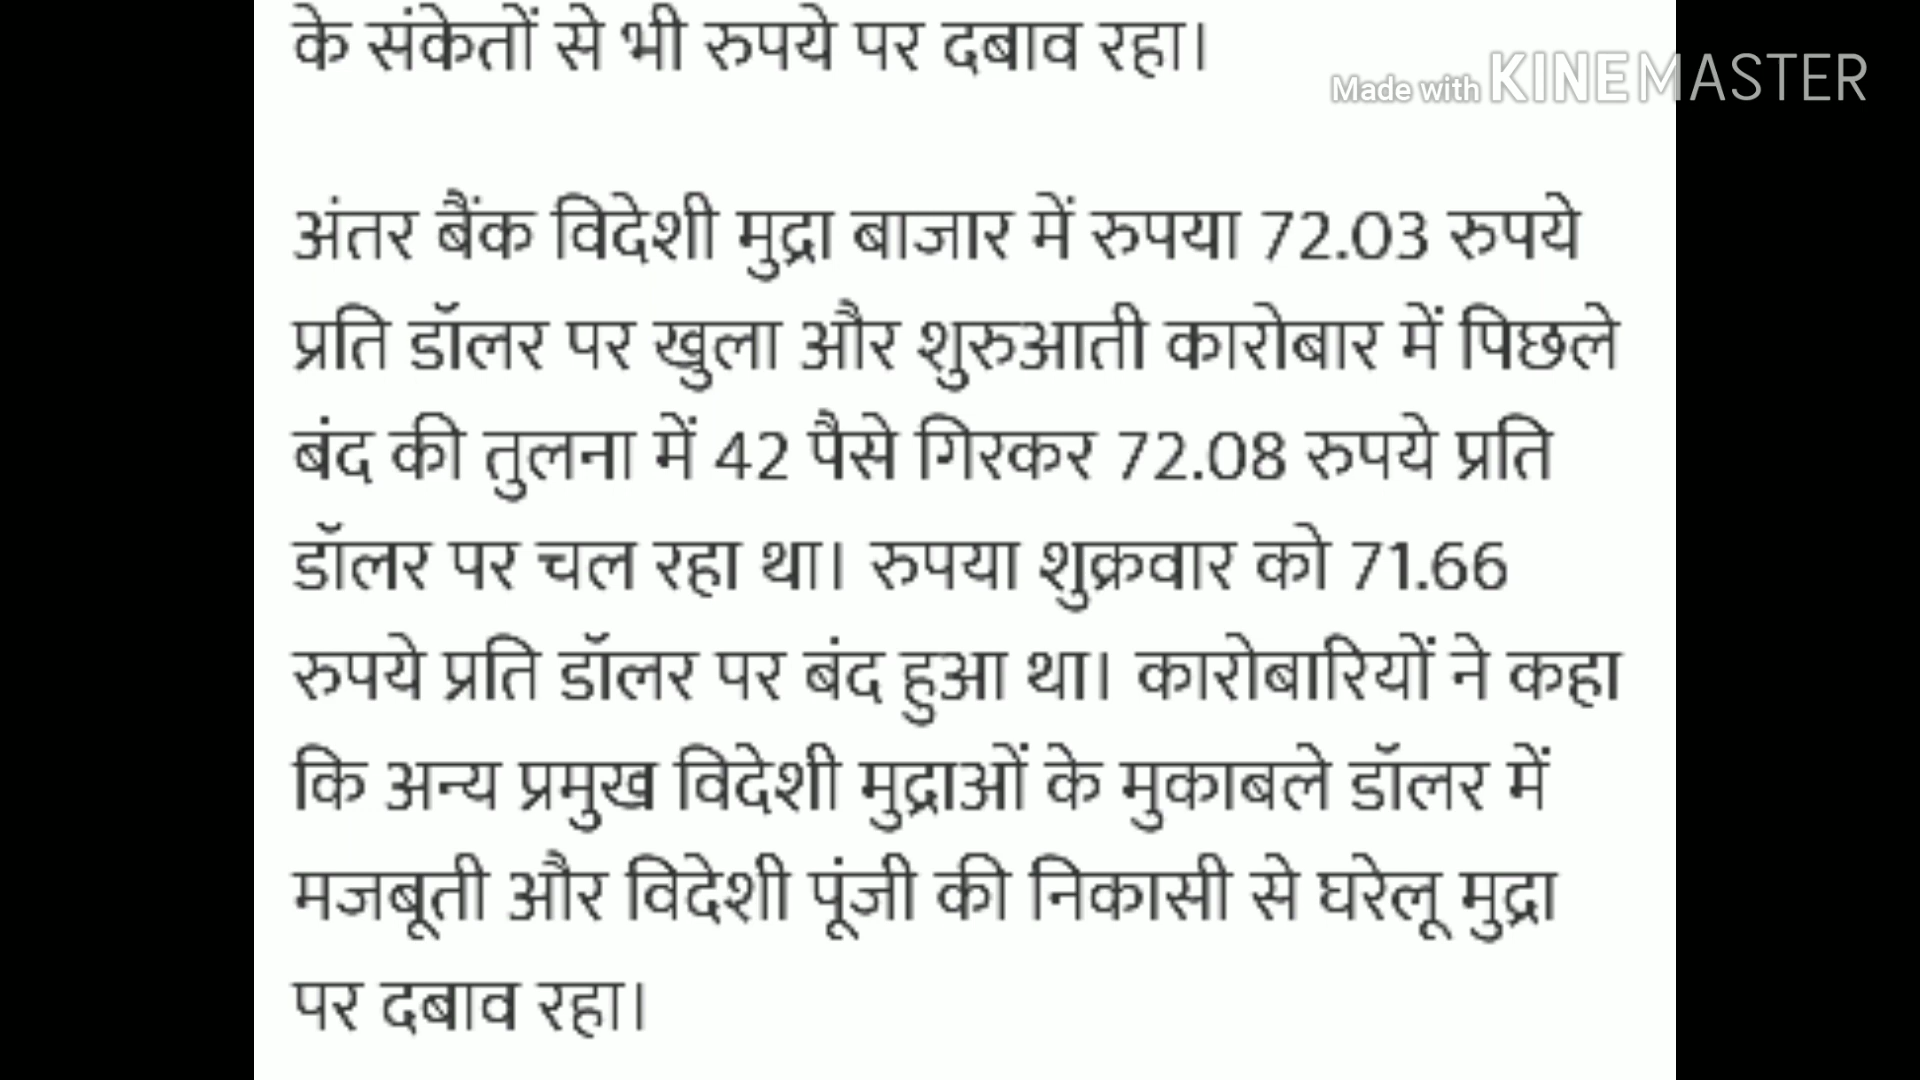 के संकेतों से भी रुपये पर दबाव रहा।
Made with KINEMASTER
अंतर बैंक विदेशी मुद्रा बाजार में रुपया 72.03 रुपये
प्रति डॉलर पर खुला और शुरुआती कारोबार में पिछले
बंद की तुलना में 42 पैसे गिरकर 72.08 रुपये प्रति
डॉलर पर चल रहा था। रुपया शुक्रवार को 71.66
रुपये प्रति डॉलर पर बंद हुआ था। कारोबारियों ने कहा
कि अन्य प्रमुख विदेशी मुद्राओं के मुकाबले डॉलर में
मजबूती और विदेशी पूंजी की निकासी से घरेलू मुद्रा
पर दबाव रहा।